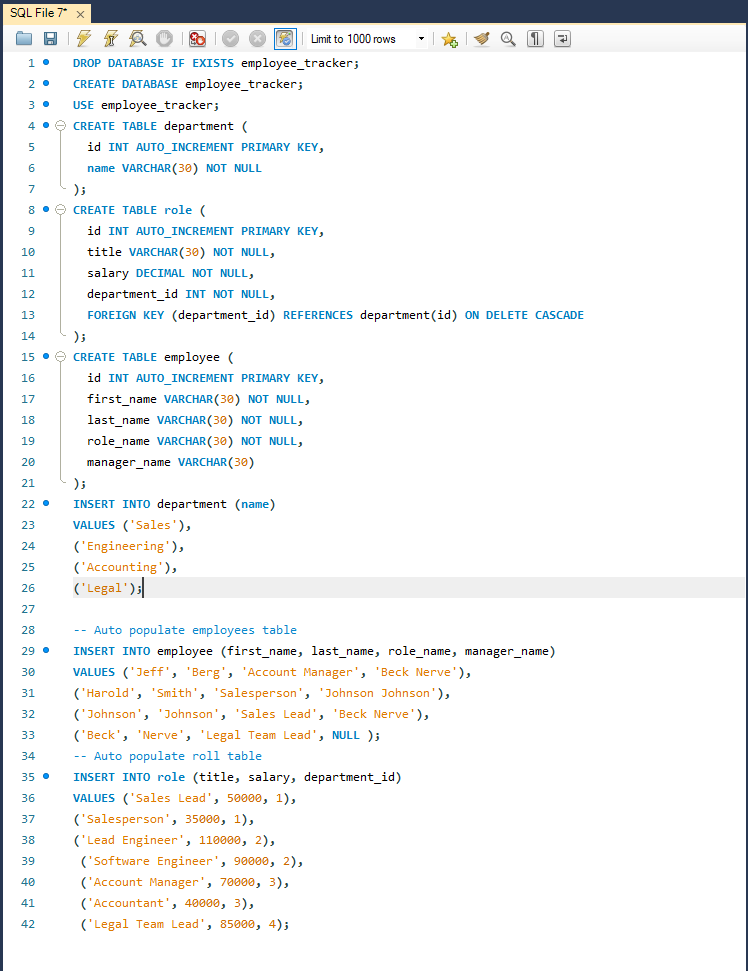 SQL File 7*
Limit to 1000 rows
1 DROP DATABASE IF EXISTS employee_tracker;
2 CREATE DATABASE employee_tracker;
3 USE employee_tracker;
4 CREATE TABLE department (
5 id INT AUTO_INCREMENT PRIMARY KEY,
6 name VARCHAR(30) NOT NULL
7 );
8 CREATE TABLE role (
9 id INT AUTO_INCREMENT PRIMARY KEY,
10 title VARCHAR(30) NOT NULL,
11 salary DECIMAL NOT NULL,
12 department_id INT NOT NULL,
13 FOREIGN KEY (department_id) REFERENCES department(id) ON DELETE CASCADE
14 );
15 CREATE TABLE employee (
16 id INT AUTO_INCREMENT PRIMARY KEY,
17 first_name VARCHAR(30) NOT NULL,
18 last_name VARCHAR(30) NOT NULL,
19 role_name VARCHAR(30) NOT NULL,
20 manager_name VARCHAR(30)
21 );
22 INSERT INTO department (name)
23 VALUES ('Sales'),
24 ('Engineering'),
25 ('Accounting'),
26 ('Legal');
27
28 -- Auto populate employees table
29 INSERT INTO employee (first_name, last_name, role_name, manager_name)
30 VALUES ('Jeff', 'Berg', 'Account Manager', 'Beck Nerve'),
31 ('Harold', 'Smith', 'Salesperson', 'Johnson Johnson'),
32 ('Johnson', 'Johnson', 'Sales Lead', 'Beck Nerve'),
33 ('Beck', 'Nerve', 'Legal Team Lead', NULL );
34 -- Auto populate roll table
35 INSERT INTO role (title, salary, department_id)
36 VALUES ('Sales Lead', 50000, 1),
37 ('Salesperson', 35000, 1),
38 ('Lead Engineer', 110000, 2),
39 ('Software Engineer', 90000, 2),
40 ('Account Manager', 70000, 3),
41 ('Accountant', 40000, 3),
42 ('Legal Team Lead', 85000, 4);